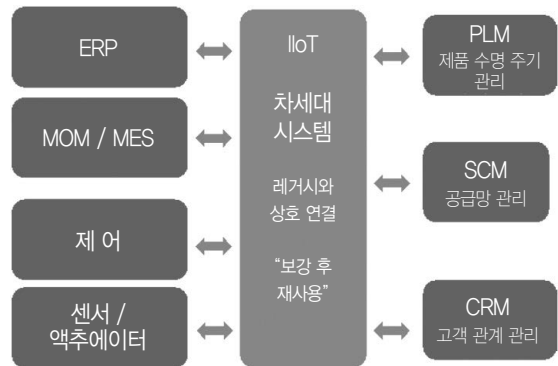 ERP
MOM / MES
제 어
센서 /
액추에이터
IIoT
차세대
시스템
레거시와
상호 연결
“보강 후
재사용”
PLM
제품 수명 주기
관리
SCM
공급망 관리
CRM
고객 관계 관리